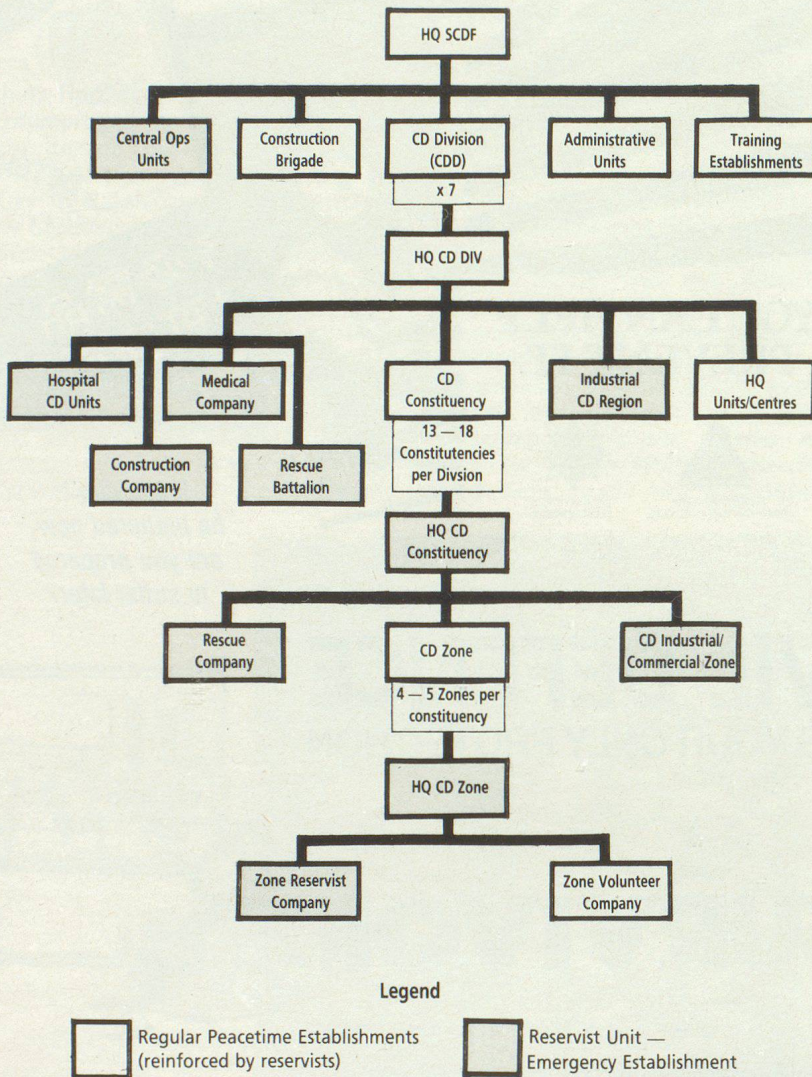 HQ SCDF
Central Ops
Units
Construction
Brigade
CD Division
(CDD)
x 7
Administrative
Units
Training
Establishments
HQ CD DIV
Hospital
CD Units
Medical
Company
CD
Constituency
13 — 18
Constitutencies
per Divsion
Industrial
CD Region
HQ
Units/Centres
Construction
Company
Rescue
Battalion
HQ CD
Constituency
Rescue
Company
CD Zone
4 — 5 Zones per
constituency
CD Industrial/
Commercial Zone
HQ CD Zone
Zone Reservist
Company
Zone Volunteer
Company
Legend
Regular Peacetime Establishments
(reinforced by reservists)
Reservist Unit —
Emergency Establishment